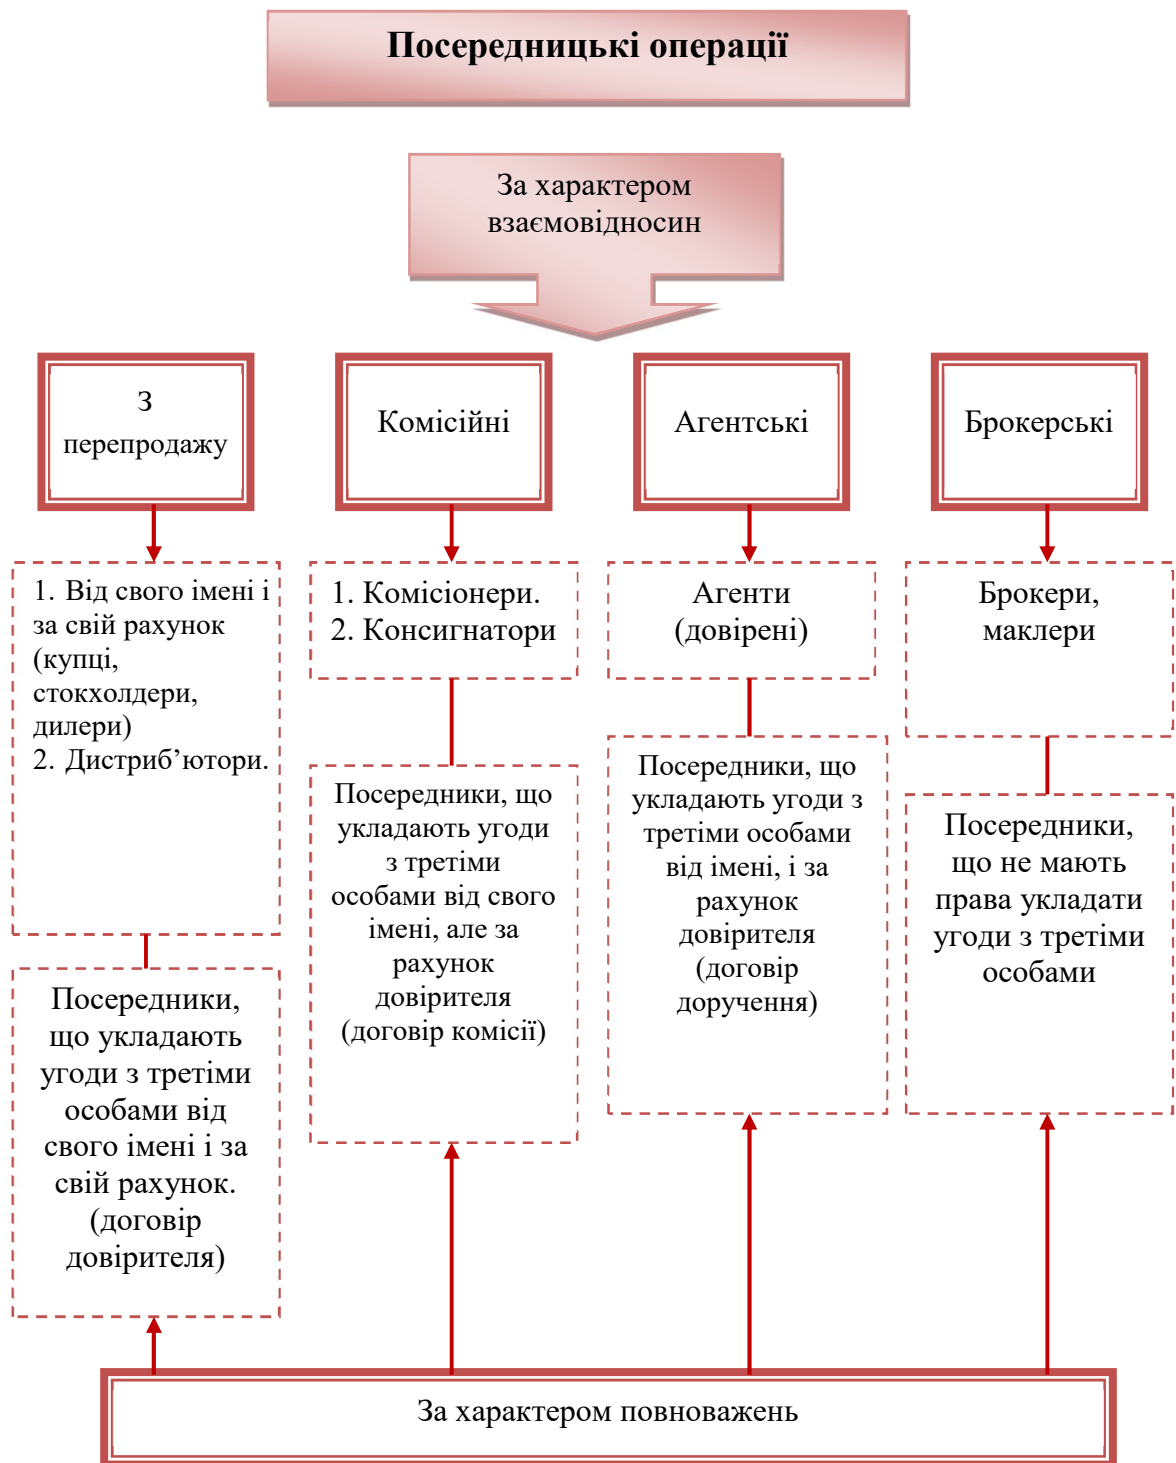 Посередницькі операції
За характером
взаємовідносин
З
перепродажу
Комісійні
Агентські
Брокерські
1. Від свого імені і
за свій рахунок
(купці,
стокхолдери,
дилери)
2. Дистриб’ютори.
1. Комісіонери.
2. Консигнатори
Агенти
(довірені)
Брокери,
маклери
Посередники,
що укладають
угоди з третіми
особами від
свого імені і за
свій рахунок.
(договір
довірителя)
Посередники, що
укладають угоди
з третіми
особами від свого
імені, але за
рахунок
довірителя
(договір комісії)
Посередники, що
укладають угоди з
третіми особами
від імені, і за
рахунок
довірителя
(договір
доручення)
Посередники,
що не мають
права укладати
угоди з третіми
особами
За характером повноважень